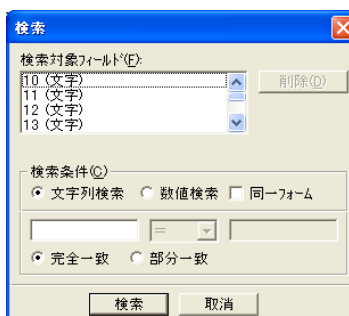 検索
検索対象フィールド(F):
10 (文字)
11 (文字)
12 (文字)
13 (文字)
削除(D)
検索条件(C)
文字列検索 数値検索 同一フォーム
=
完全一致 部分一致
検索 取消